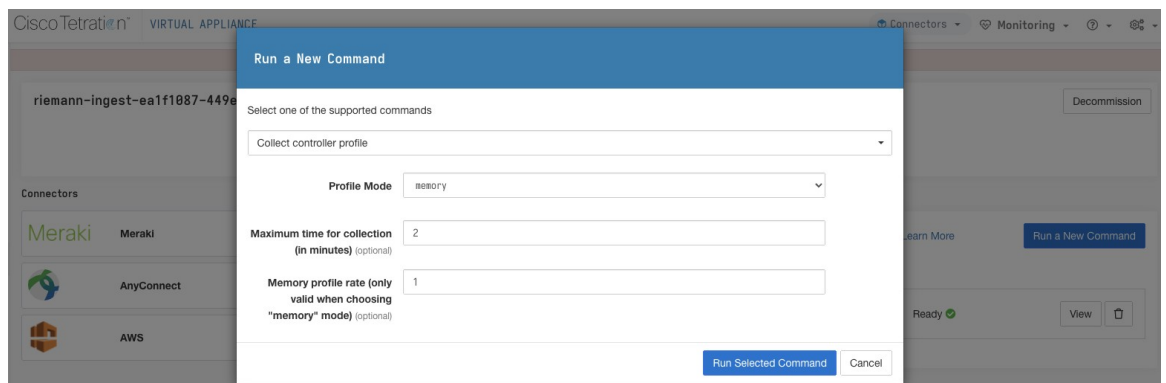 Cisco Tetration™ VIRTUAL APPLIANCE
Connectors
Monitoring
Run a New Command
riemann-ingest-ea1f1087-449e
Decommission
Select one of the supported commands
Collect controller profile
Profile Mode
memory
Connectors
Meraki Meraki
Maximum time for collection
(in minutes) (optional)
2
Learn More
Run a New Command
AnyConnect
Memory profile rate (only
valid when choosing
"memory" mode) (optional)
1
Ready
View
AWS
Run Selected Command
Cancel